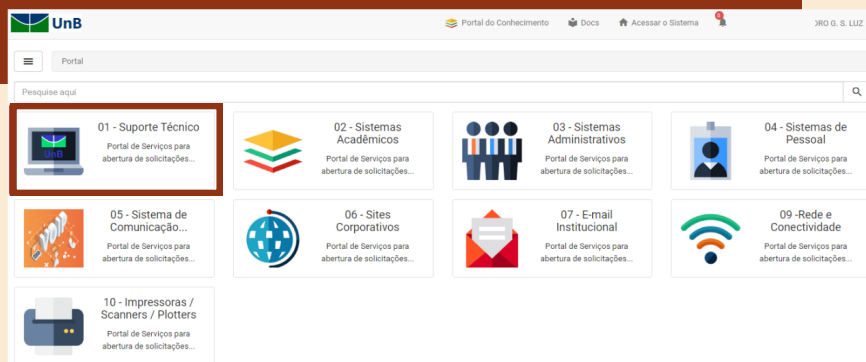 UnB
Portal do Conhecimento
Docs
Acessar o Sistema
ORO G. S. LUZ
Portal
Pesquise aqui
UnB
01 - Suporte Técnico
Portal de Serviços para
abertura de solicitações...
02 - Sistemas
Acadêmicos
Portal de Serviços para
abertura de solicitações...
03 - Sistemas
Administrativos
Portal de Serviços para
abertura de solicitações...
04 - Sistemas de
Pessoal
Portal de Serviços para
abertura de solicitações...
05 - Sistema de
Comunicação...
Portal de Serviços para
abertura de solicitações...
06 - Sites
Corporativos
Portal de Serviços para
abertura de solicitações...
07 - E-mail
Institucional
Portal de Serviços para
abertura de solicitações...
09 -Rede e
Conectividade
Portal de Serviços para
abertura de solicitações...
10 - Impressoras /
Scanners / Plotters
Portal de Serviços para
abertura de solicitações...